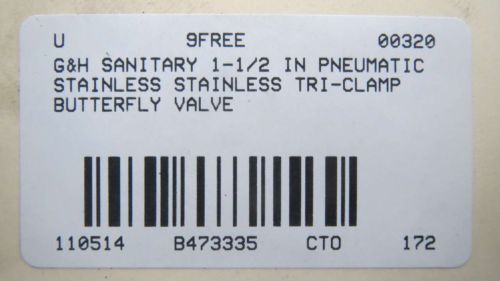 U 9FREE 00320
G&H SANITARY 1-1/2 IN PNEUMATIC
STAINLESS STAINLESS TRI-CLAMP
BUTTERFLY VALVE
110514 B473335 CTO 172